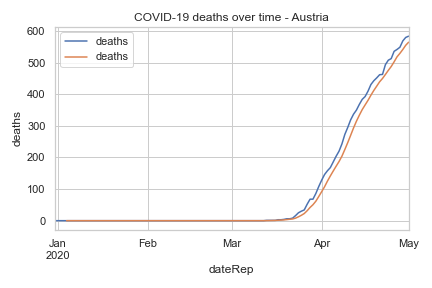 COVID-19 deaths over time - Austria
600
500
400
300
200
100
0
deaths
deaths
deaths
Jan
2020
Feb
Mar
Apr
May
dateRep